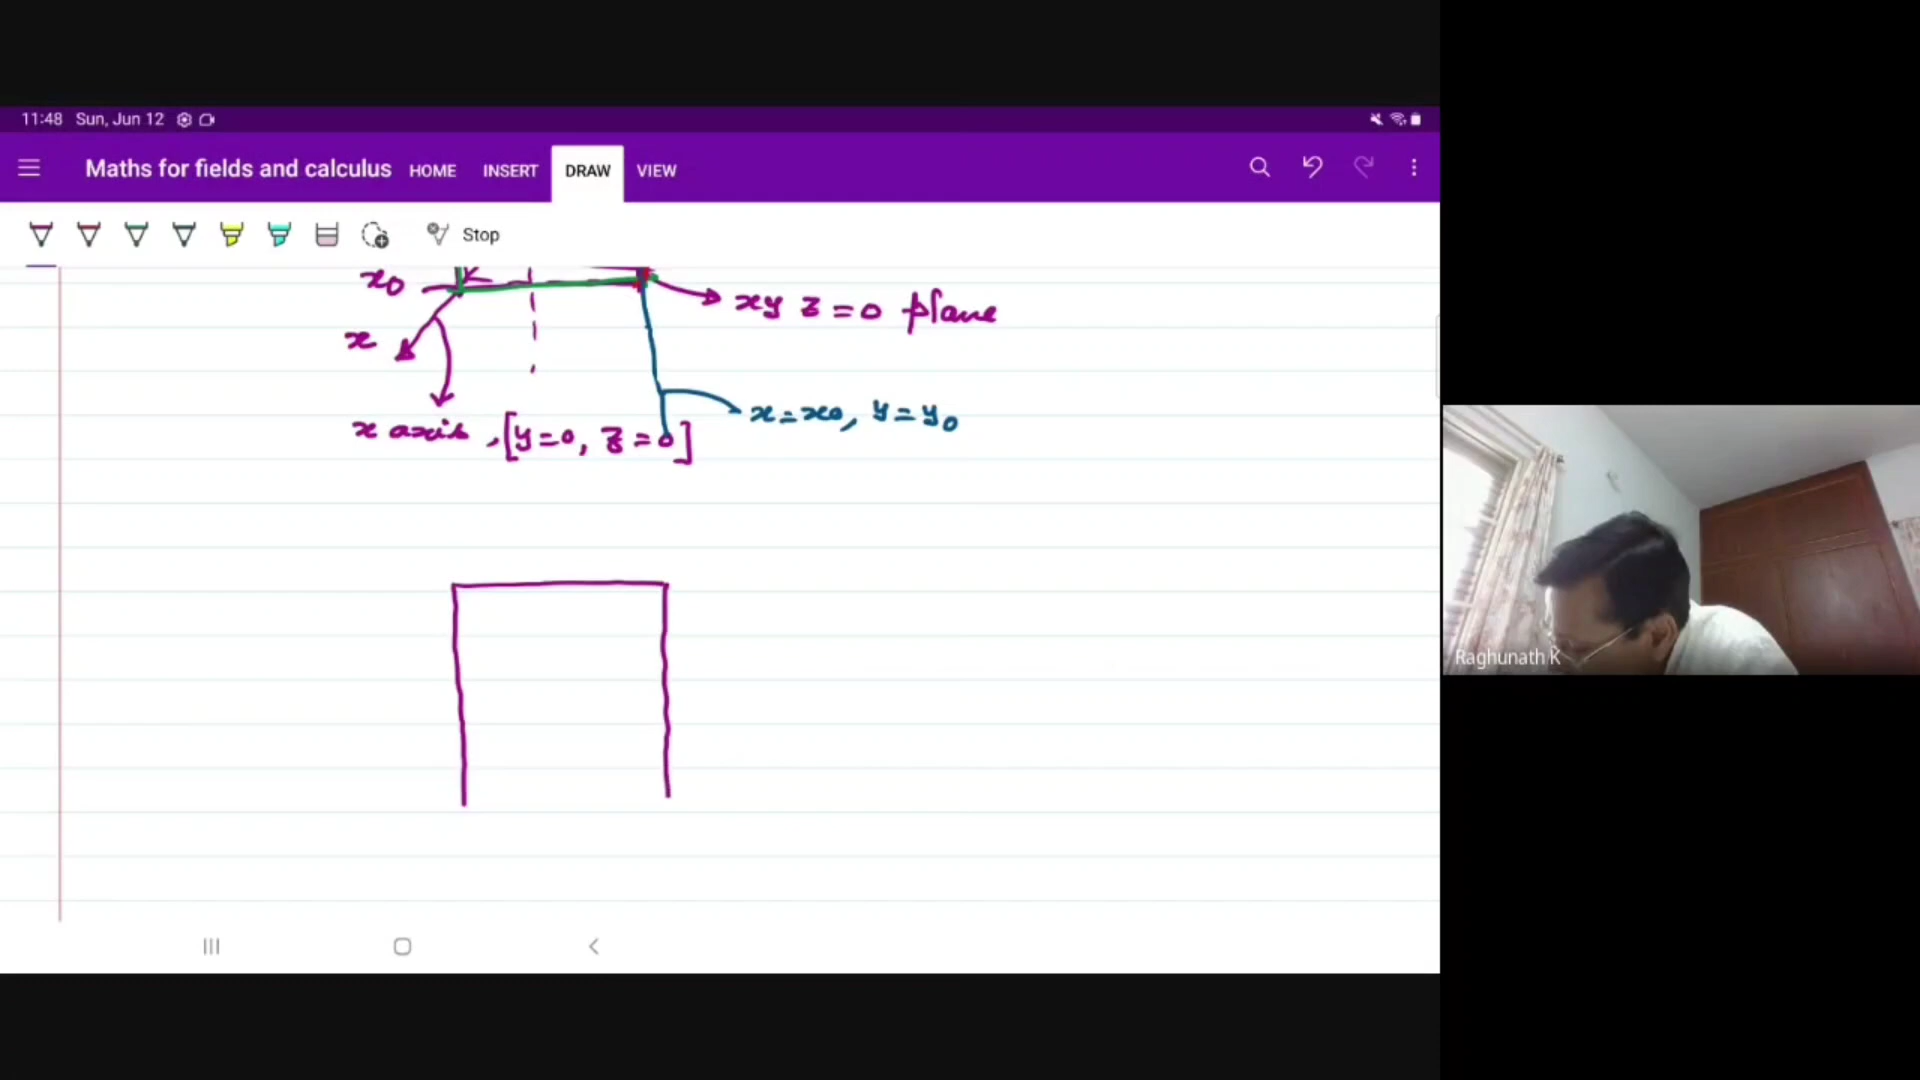 11:48 Sun, Jun 12
Maths for fields and calculus HOME INSERT DRAW VIEW
Stop
x0
xy z = 0 plane
x
x = x0, y = y0
x axis, [y = 0, z = 0]
Raghunath K